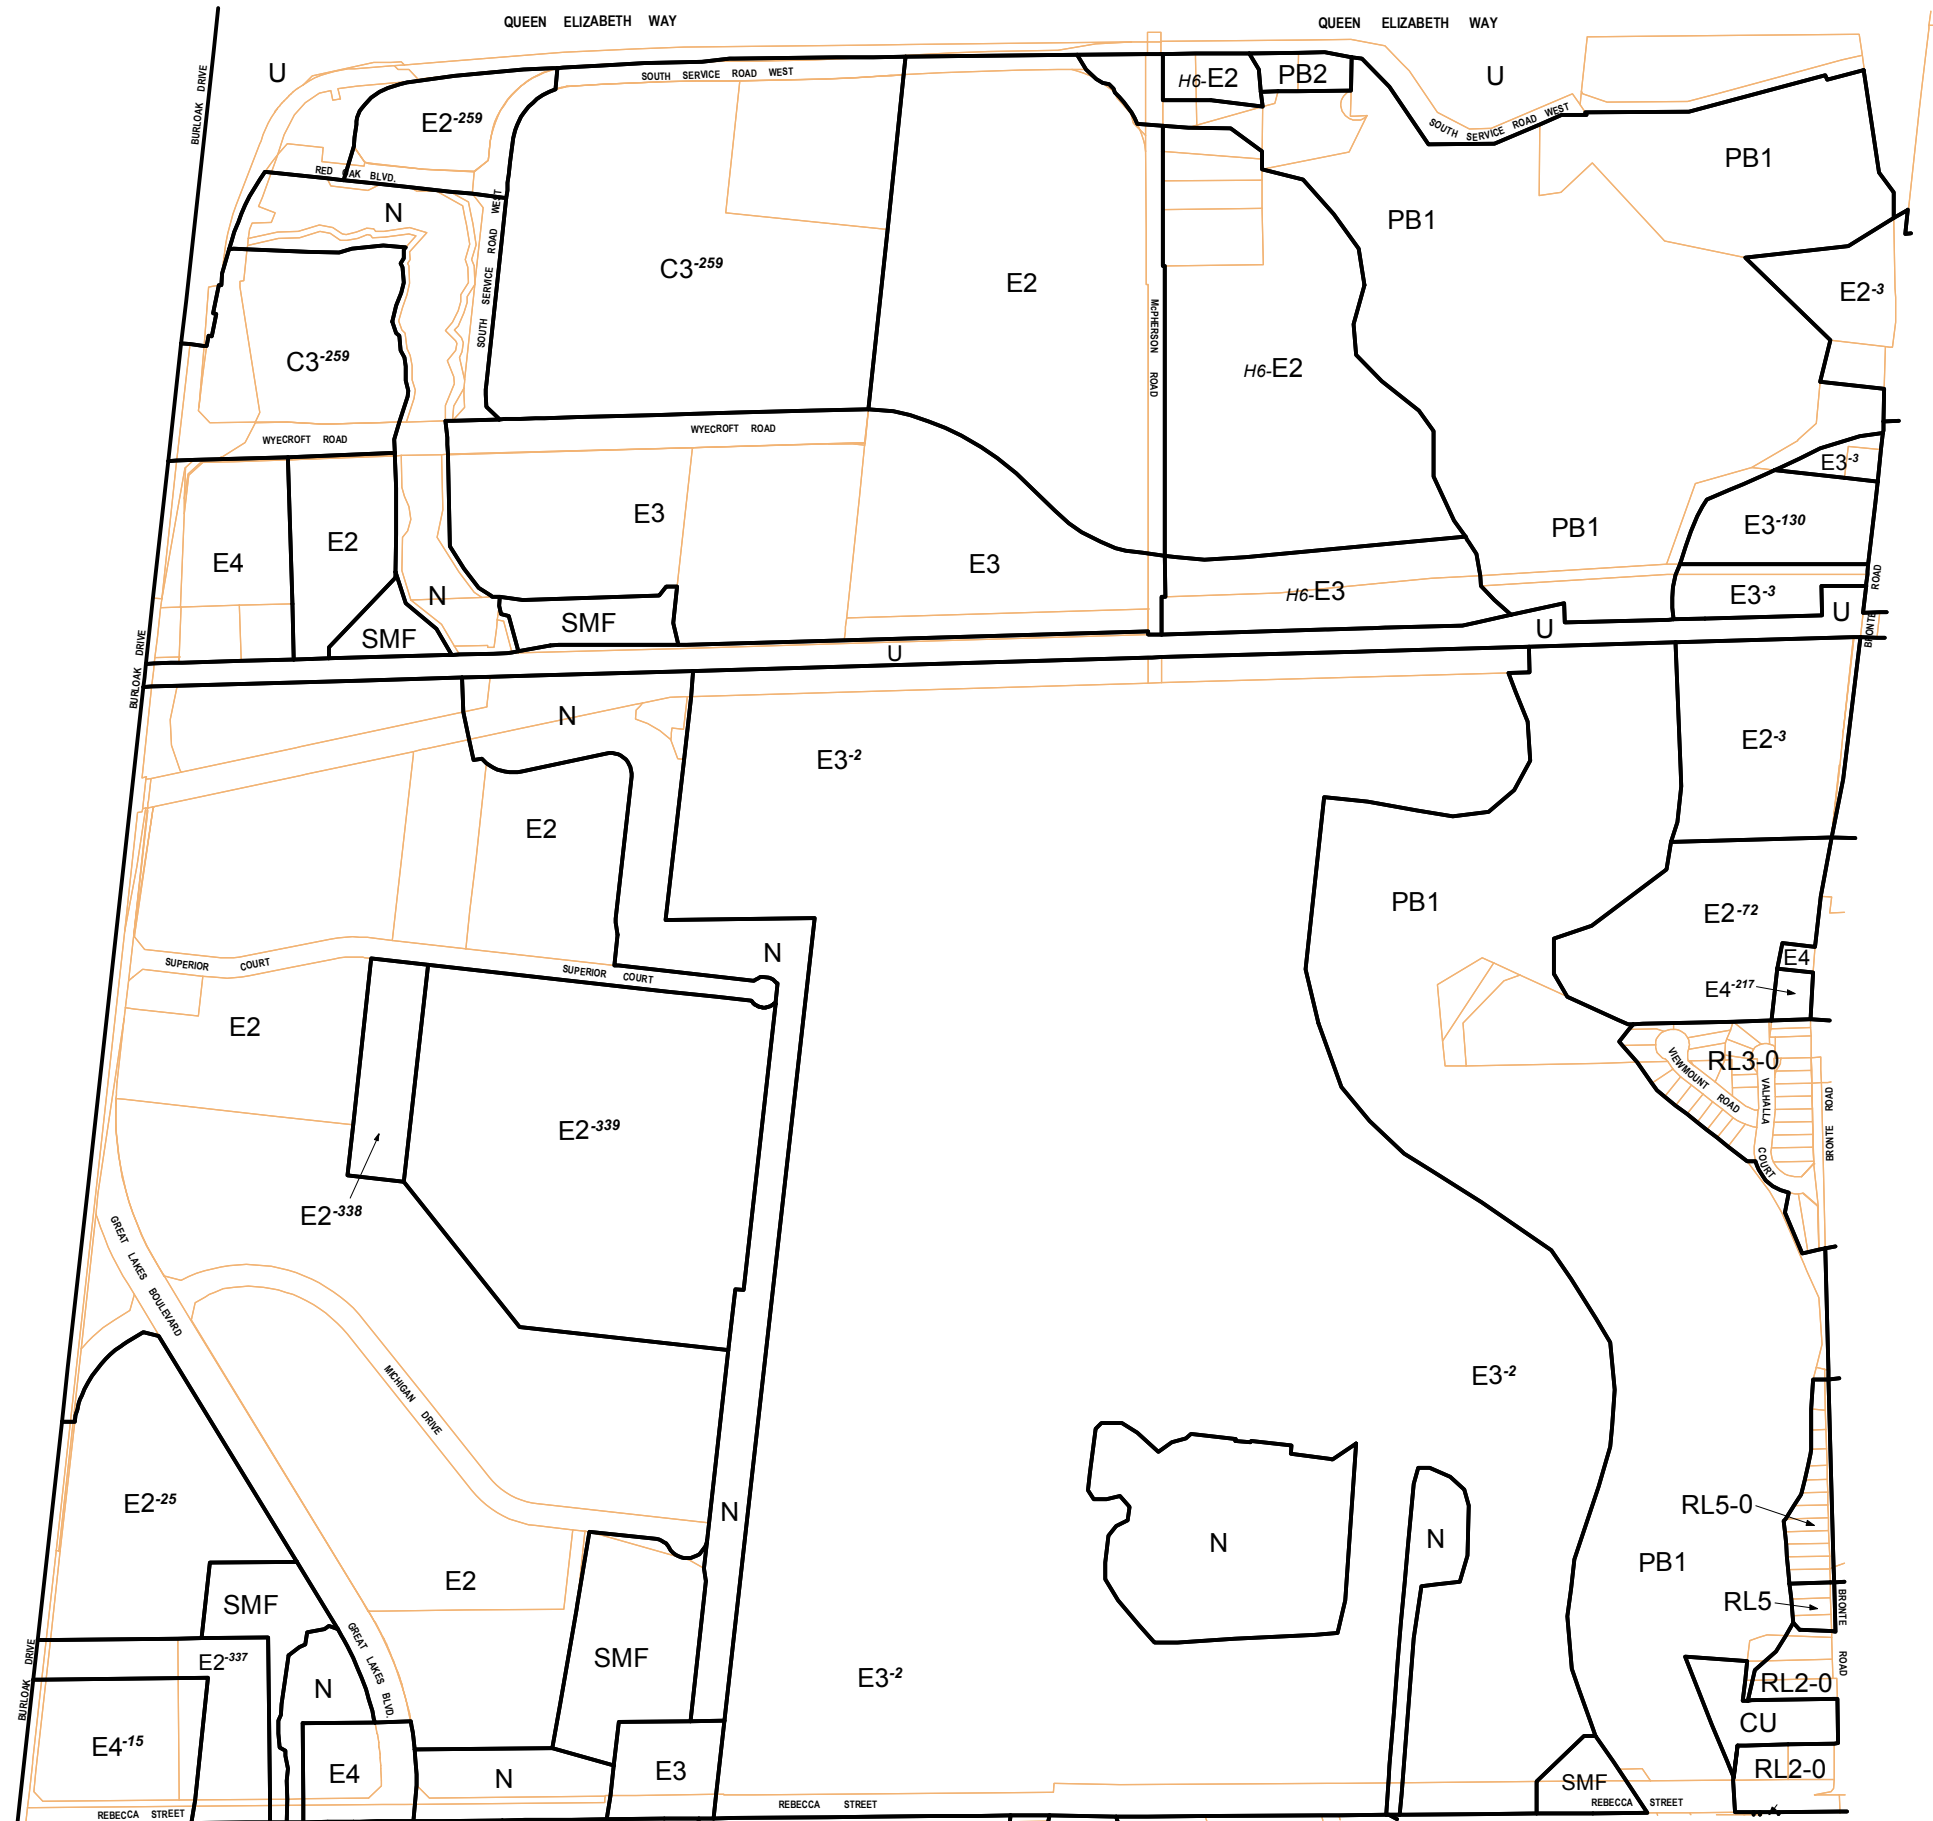 QUEEN ELIZABETH WAY
QUEEN ELIZABETH WAY
U
BURLOAK DRIVE
SOUTH SERVICE ROAD WEST
H6-E2
PB2
U
E2-259
SOUTH SERVICE ROAD WEST
PB1
RED OAK BLVD.
N
SOUTH SERVICE ROAD WEST
PB1
C3-259
E2
E2-3
McPHERSON ROAD
C3-259
H6-E2
WYECROFT ROAD
WYECROFT ROAD
E3-3
E3
PB1
E3-130
E2
E4
E3
N
H6-E3
E3-3
BRONTE ROAD
SMF
SMF
U
U
U
BURLOAK DRIVE
N
E3-2
E2-3
E2
PB1
E2-72
N
E4
SUPERIOR COURT
SUPERIOR COURT
E4-217
E2
RL3-0
VIEWMOUNT ROAD
VALHALLA COURT
BRONTE ROAD
E2-339
E2-338
GREAT LAKES BOULEVARD
MICHIGAN DRIVE
E3-2
E2-25
N
RL5-0
N
N
PB1
E2
SMF
RL5
BRONTE ROAD
BURLOAK DRIVE
E2-337
GREAT LAKES BLVD.
SMF
N
E3-2
RL2-0
CU
E4-15
E4
N
E3
RL2-0
SMF
REBECCA STREET
REBECCA STREET
REBECCA STREET